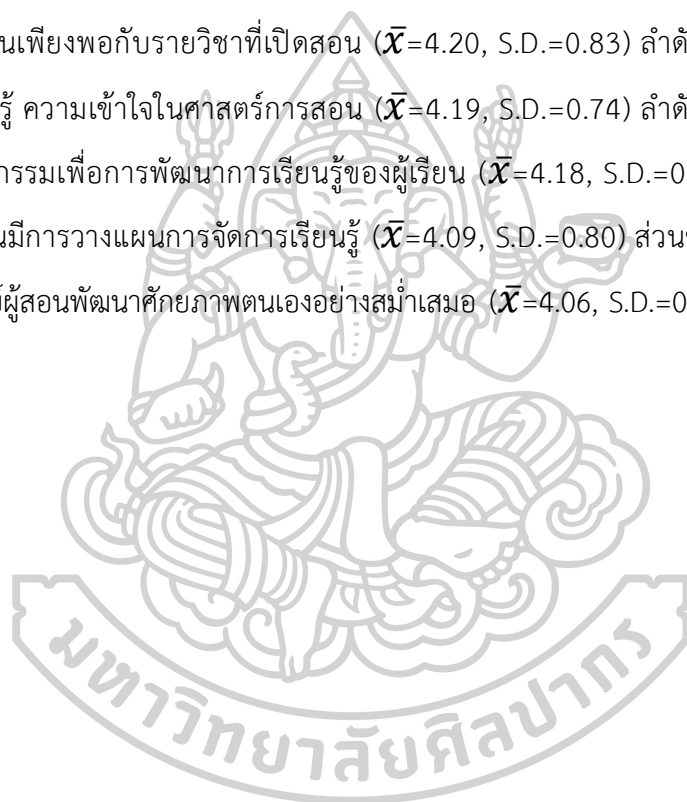 นเพียงพอกับรายวิชาที่เปิดสอน (x̄=4.20, S.D.=0.83) ลำดั
รู้ ความเข้าใจในศาสตร์การสอน (x̄=4.19, S.D.=0.74) ลำดั
กรรมเพื่อการพัฒนาการเรียนรู้ของผู้เรียน (x̄=4.18, S.D.=0
นมีการวางแผนการจัดการเรียนรู้ (x̄=4.09, S.D.=0.80) ส่วน
ผู้สอนพัฒนาศักยภาพตนเองอย่างสม่ำเสมอ (x̄=4.06, S.D.=0
มหาวิทยาลัยศิลปากร